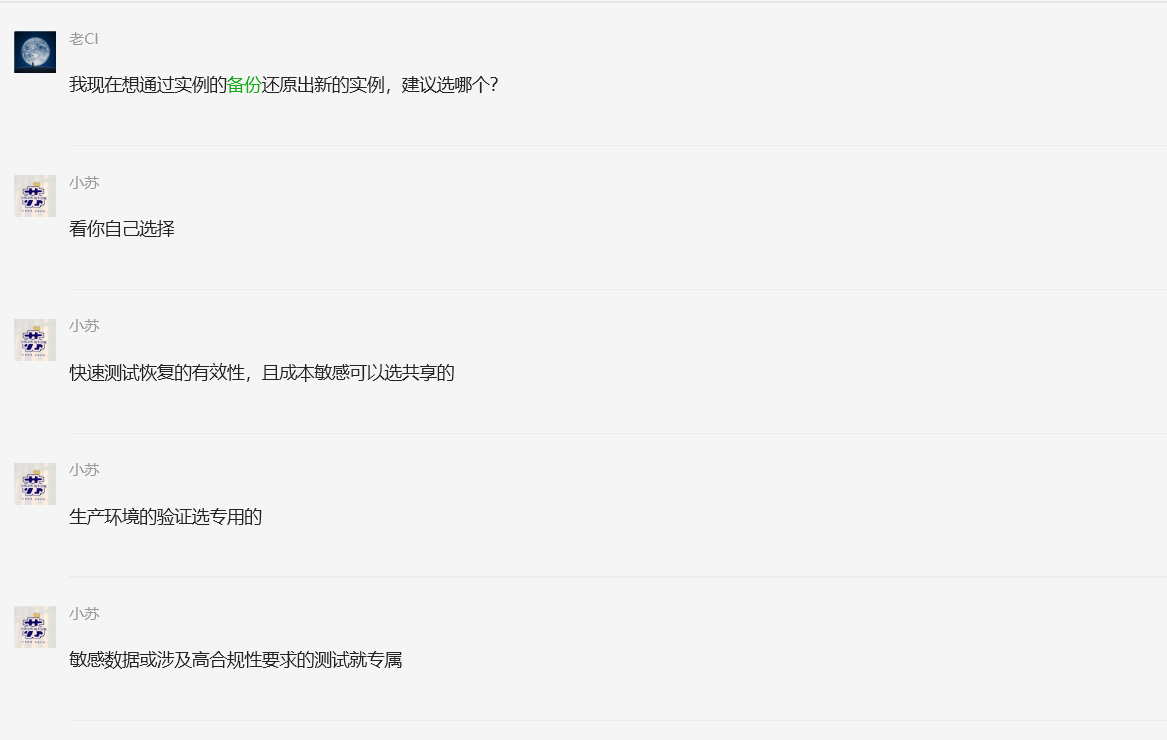 老CI
我现在想通过实例的备份还原出新的实例，建议选哪个？
小苏
看你自己选择
小苏
快速测试恢复的有效性，且成本敏感可以选共享的
小苏
生产环境的验证选专用的
小苏
敏感数据或涉及高合规性要求的测试就专属